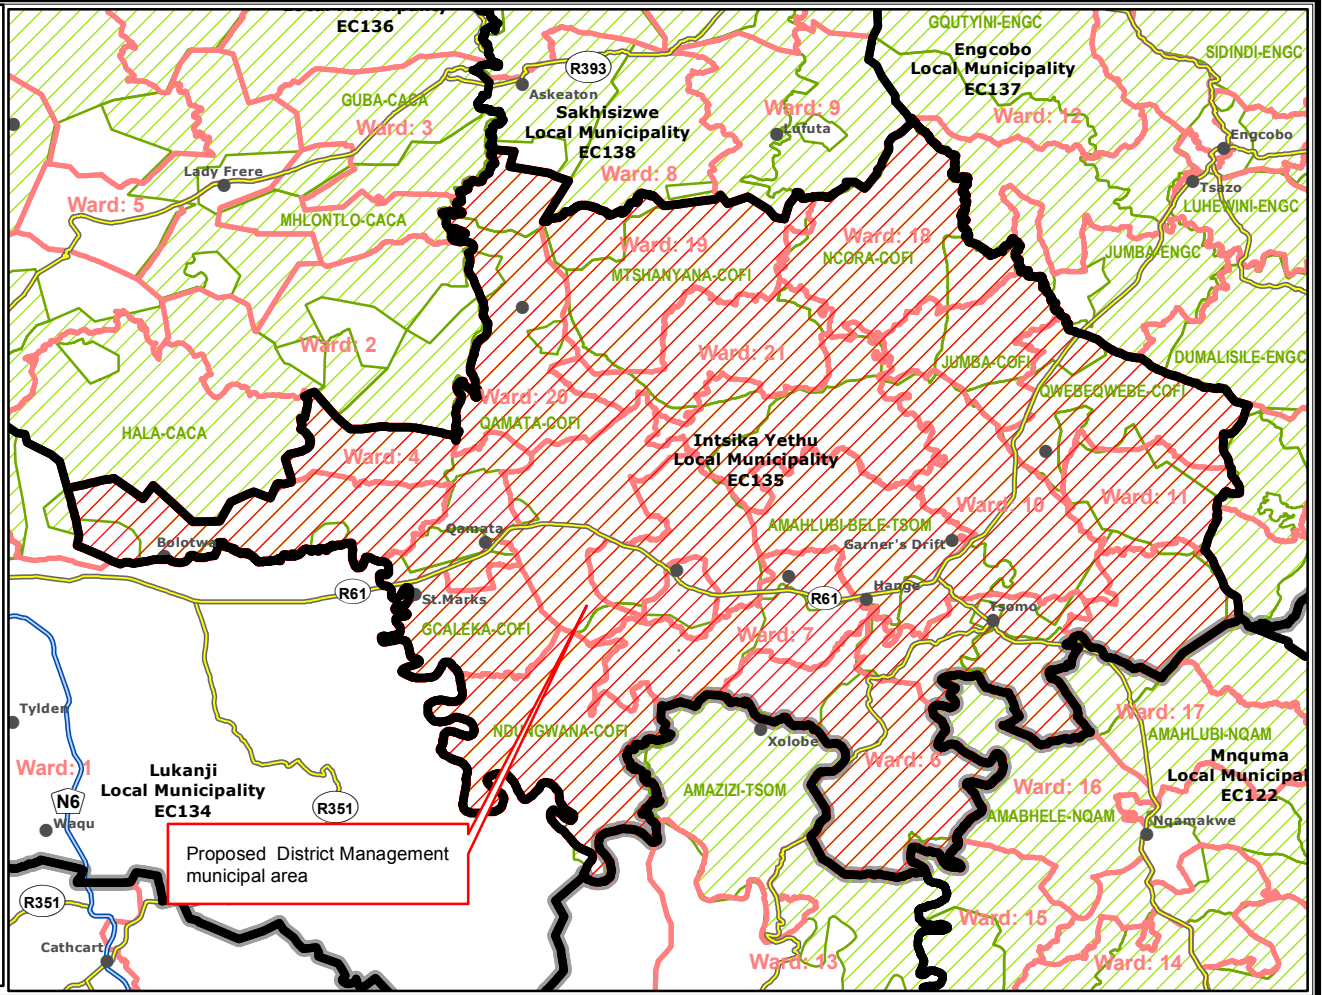 Local Municipality
EC136
GQUTYINI-ENGC
Engcobo
Local Municipality
EC137
SIDINDI-ENGC
R393
Askeaton
GUBA-CACA
Ward: 3
Sakhisizwe
Local Municipality
EC138
Ward: 9
Lufuta
Ward: 12
Engcobo
Lady Frere
Ward: 8
Tsazo
Ward: 5
MHLONTLO-CACA
LUHEWINI-ENGC
Ward: 19
Ward: 18
NCORA-COFI
JUMBA-ENGC
MTSHANYANA-COFI
Ward: 2
Ward: 21
JUMBA-COFI
DUMALISILE-ENGC
Ward: 20
QWEBEQWEBE-COFI
QAMATA-COFI
HALA-CACA
Ward: 4
Intsika Yethu
Local Municipality
EC135
Ward: 10
Ward: 11
Qamata
AMAHLUBI-BELE-TSOM
Garner's Drift
Bolotwa
R61
St.Marks
R61
Hange
Tsomo
GCALEKA-COFI
Ward: 7
Tylden
NDUNGWANA-COFI
Xolobe
Ward: 17
AMAHLUBI-NQAM
Ward: 1
Lukanji
Local Municipality
EC134
Ward: 6
Mnquma
Local Municipal
EC122
N6
R351
AMAZIZI-TSOM
Ward: 16
AMABHELE-NQAM
Waqu
Nqamakwe
Proposed District Management
municipal area
R351
Ward: 15
Cathcart
Ward: 13
Ward: 14